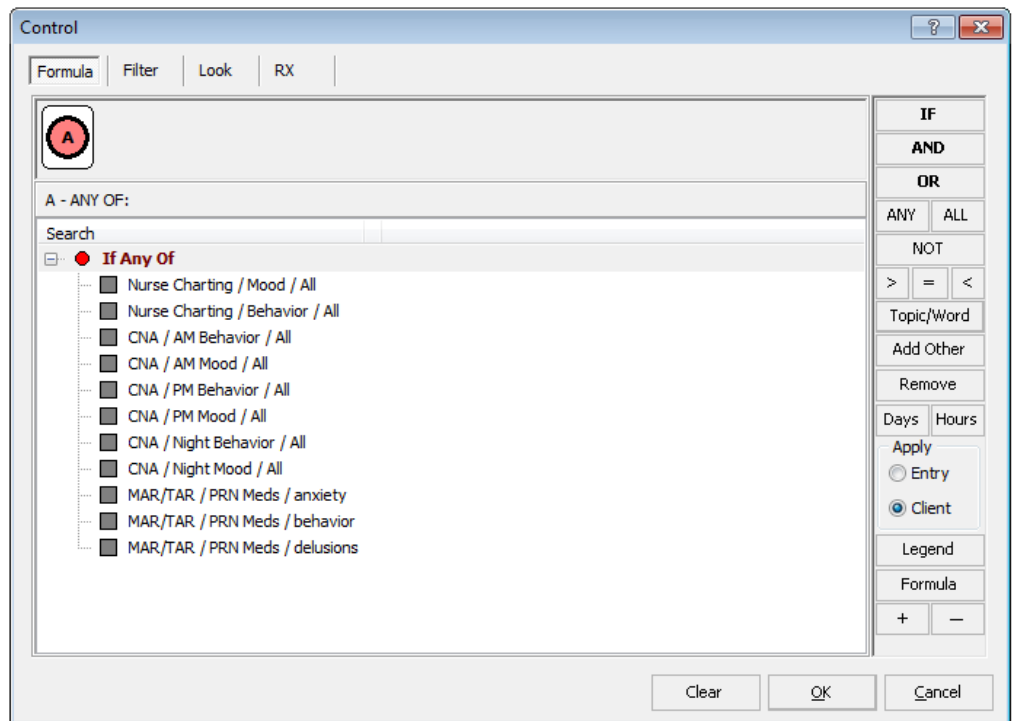 Control
?
Formula Filter Look RX
A
A - ANY OF:
Search
If Any Of
Nurse Charting / Mood / All
Nurse Charting / Behavior / All
CNA / AM Behavior / All
CNA / AM Mood / All
CNA / PM Behavior / All
CNA / PM Mood / All
CNA / Night Behavior / All
CNA / Night Mood / All
MAR/TAR / PRN Meds / anxiety
MAR/TAR / PRN Meds / behavior
MAR/TAR / PRN Meds / delusions
IF
AND
OR
ANY ALL
NOT
> = <
Topic/Word
Add Other
Remove
Days Hours
Apply
Entry
Client
Legend
Formula
+ —
Clear OK Cancel